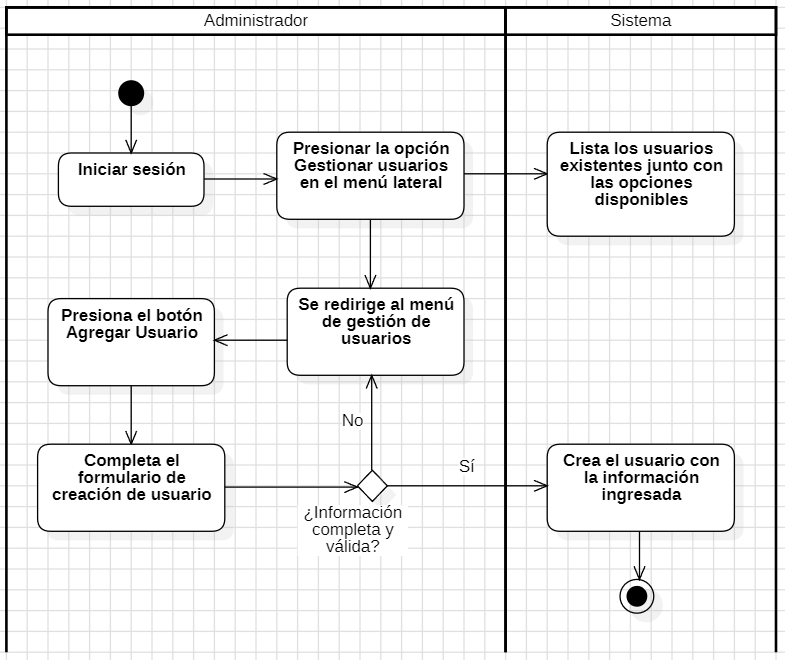 Administrador
Sistema
Iniciar sesión
Presionar la opción
Gestionar usuarios
en el menú lateral
Lista los usuarios
existentes junto con
las opciones
disponibles
Se redirige al menú
de gestión de
usuarios
Presiona el botón
Agregar Usuario
No
Completa el
formulario de
creación de usuario
¿Información
completa y
válida?
Sí
Crea el usuario con
la información
ingresada